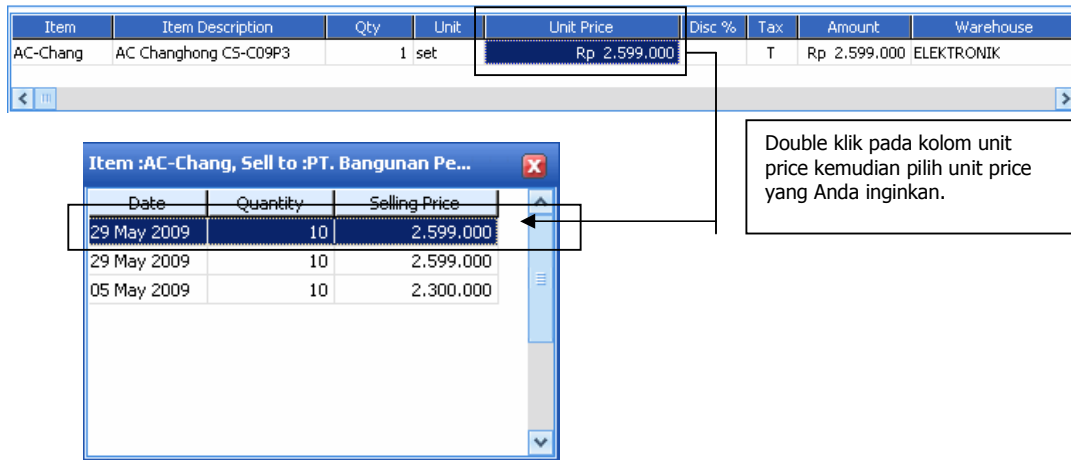 Item Item Description Qty Unit Unit Price Disc % Tax Amount Warehouse
AC-Chang AC Changhong CS-C09P3 1 set Rp 2.599.000 T Rp 2.599.000 ELEKTRONIK
Double klik pada kolom unit
price kemudian pilih unit price
yang Anda inginkan.
Item :AC-Chang, Sell to :PT. Bangunan Pe...
Date Quantity Selling Price
29 May 2009 10 2.599.000
29 May 2009 10 2.599.000
05 May 2009 10 2.300.000